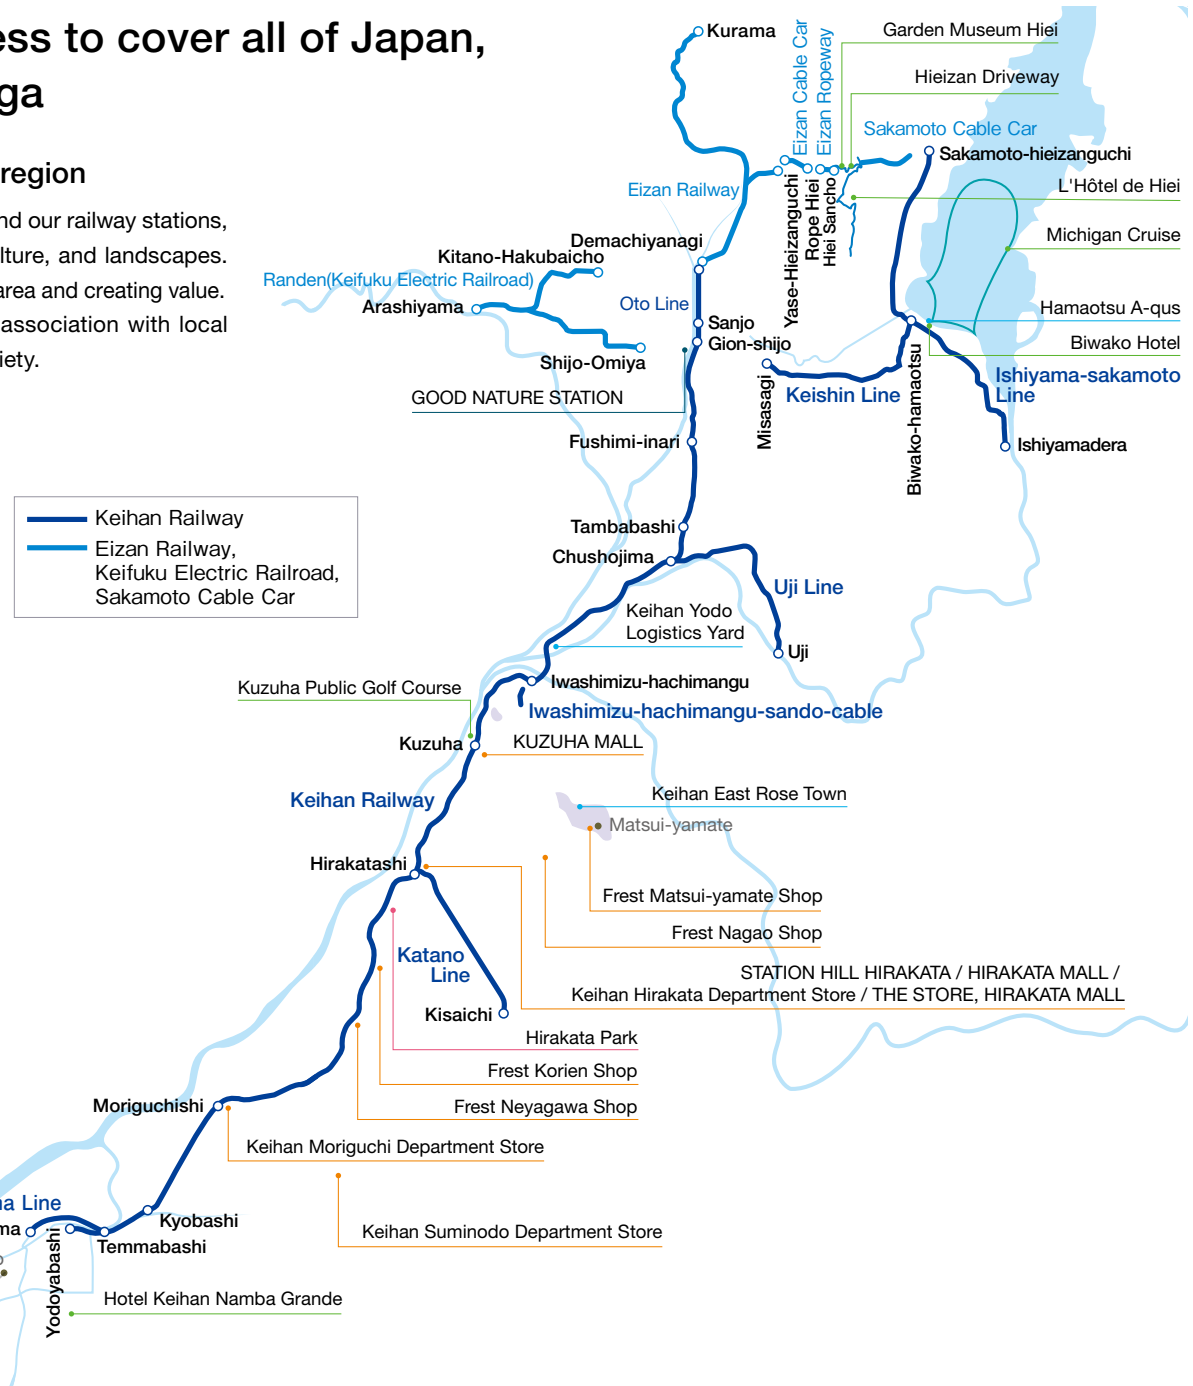 ess to cover all of Japan,
ga
region
nd our railway stations,
lture, and landscapes.
area and creating value.
association with local
iety.
Keihan Railway
Eizan Railway,
Keifuku Electric Railroad,
Sakamoto Cable Car
Kurama
Eizan Cable Car
Eizan Ropeway
Garden Museum Hiei
Hieizan Driveway
Sakamoto Cable Car
Sakamoto-hieizanguchi
L'Hôtel de Hiei
Michigan Cruise
Eizan Railway
Yase-Hieizanguchi
Rope Hiei
Hiei Sancho
Demachiyanagi
Kitano-Hakubaicho
Randen(Keifuku Electric Railroad)
Arashiyama
Shijo-Omiya
Oto Line
Sanjo
Gion-shijo
Hamaotsu A-qus
Biwako Hotel
Ishiyama-sakamoto
Line
Keishin Line
Misasagi
Biwako-hamaotsu
Ishiyamadera
GOOD NATURE STATION
Fushimi-inari
Tambabashi
Chushojima
Uji Line
Uji
Keihan Yodo
Logistics Yard
Iwashimizu-hachimangu
Iwashimizu-hachimangu-sando-cable
Kuzuha Public Golf Course
Kuzuha
KUZUHA MALL
Keihan Railway
Keihan East Rose Town
Matsui-yamate
Hirakatashi
Frest Matsui-yamate Shop
Frest Nagao Shop
Katano
Line
STATION HILL HIRAKATA / HIRAKATA MALL /
Keihan Hirakata Department Store / THE STORE, HIRAKATA MALL
Kisaichi
Hirakata Park
Frest Korien Shop
Frest Neyagawa Shop
Moriguchishi
Keihan Moriguchi Department Store
Keihan Suminodo Department Store
na Line
ma
Kyobashi
Temmabashi
Yodoyabashi
Hotel Keihan Namba Grande